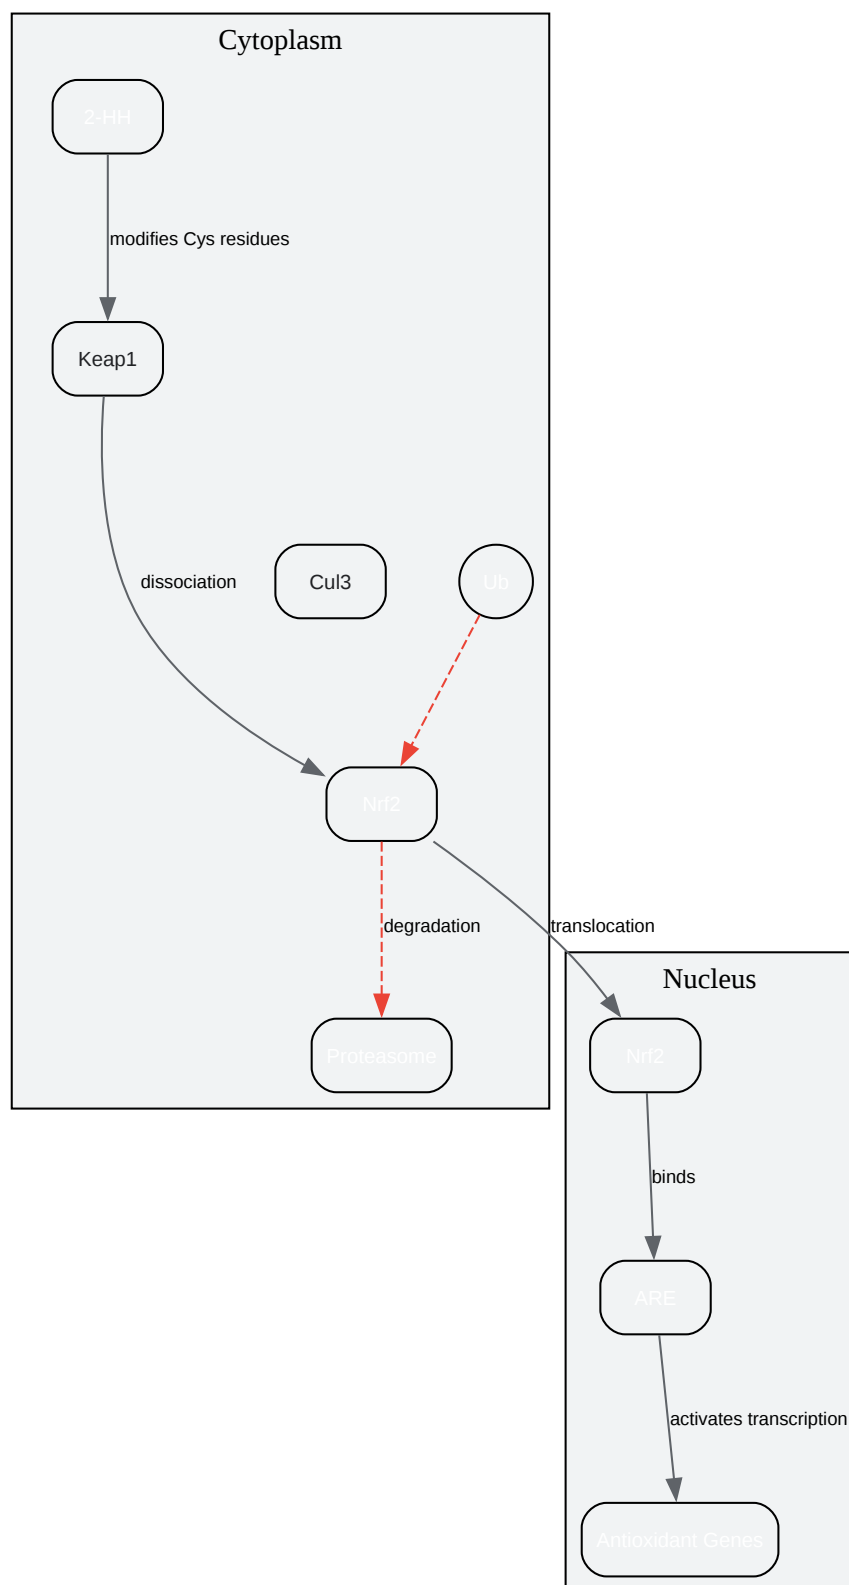 Cytoplasm
2-HH
modifies Cys residues
Keap1
dissociation
Cul3
Ub
Nrf2
degradation
translocation
Nucleus
Proteasome
Nrf2
binds
ARE
activates transcription
Antioxidant Genes